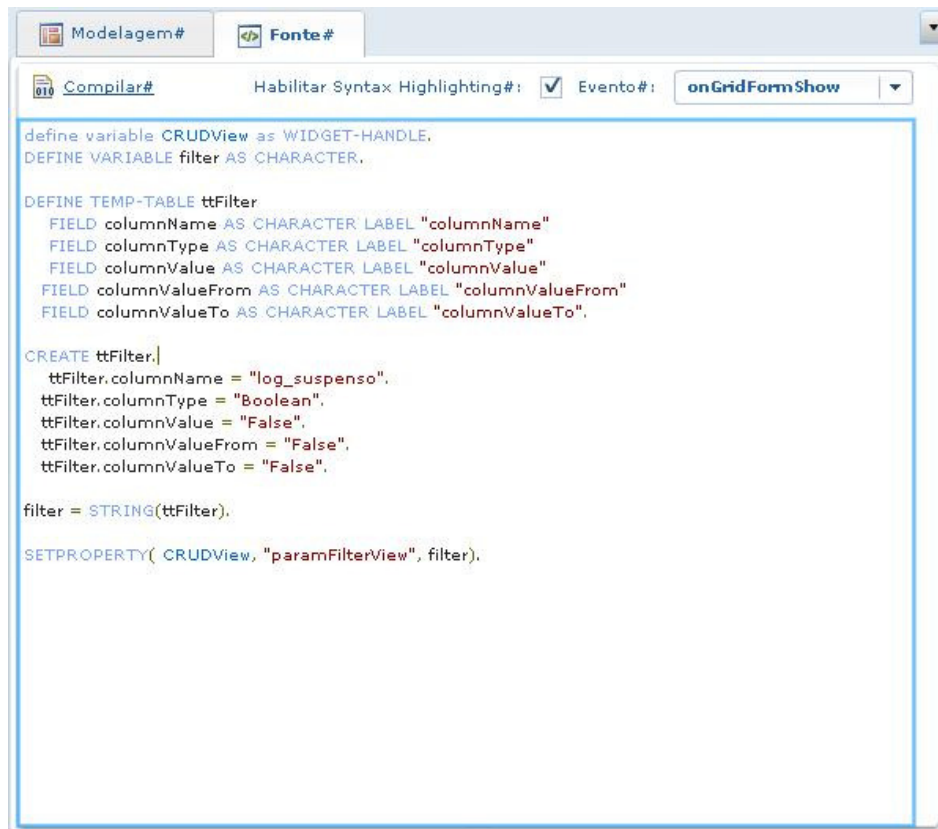 Modelagem#
Fonte#
Compilar# Habilitar Syntax Highlighting#: Evento#: onGridFormShow
define variable CRUDView as WIDGET-HANDLE.
DEFINE VARIABLE filter AS CHARACTER.
DEFINE TEMP-TABLE ttFilter
FIELD columnName AS CHARACTER LABEL "columnName"
FIELD columnType AS CHARACTER LABEL "columnType"
FIELD columnValue AS CHARACTER LABEL "columnValue"
FIELD columnValueFrom AS CHARACTER LABEL "columnValueFrom"
FIELD columnValueTo AS CHARACTER LABEL "columnValueTo".
CREATE ttFilter.
ttFilter.columnName = "log_suspenso".
ttFilter.columnType = "Boolean".
ttFilter.columnValue = "False".
ttFilter.columnValueFrom = "False".
ttFilter.columnValueTo = "False".
filter = STRING(ttFilter).
SETPROPERTY( CRUDView, "paramFilterView", filter).